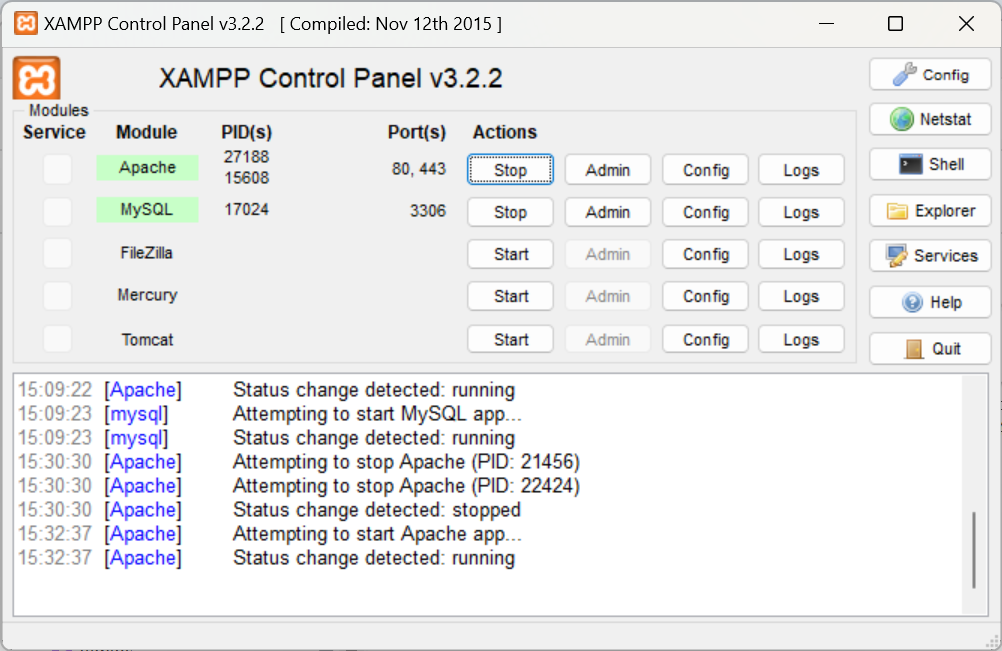 XAMPP Control Panel v3.2.2 [ Compiled: Nov 12th 2015 ]
XAMPP Control Panel v3.2.2
Config
Modules
Service Module PID(s) Port(s) Actions
Netstat
Apache 27188 15608 80, 443 Stop Admin Config Logs
Shell
MySQL 17024 3306 Stop Admin Config Logs
Explorer
FileZilla Start Admin Config Logs
Services
Mercury Start Admin Config Logs
Help
Tomcat Start Admin Config Logs
Quit
15:09:22 [Apache] Status change detected: running
15:09:23 [mysql] Attempting to start MySQL app...
15:09:23 [mysql] Status change detected: running
15:30:30 [Apache] Attempting to stop Apache (PID: 21456)
15:30:30 [Apache] Attempting to stop Apache (PID: 22424)
15:30:30 [Apache] Status change detected: stopped
15:32:37 [Apache] Attempting to start Apache app...
15:32:37 [Apache] Status change detected: running